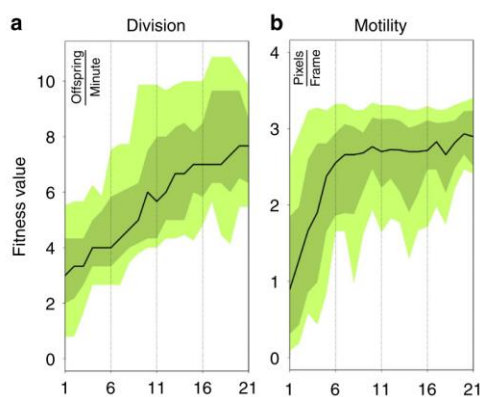 a Division
Offspring
Minute
Fitness value
10
8
6
4
2
0
1 6 11 16 21
b Motility
Pixels
Frame
4
3
2
1
0
1 6 11 16 21